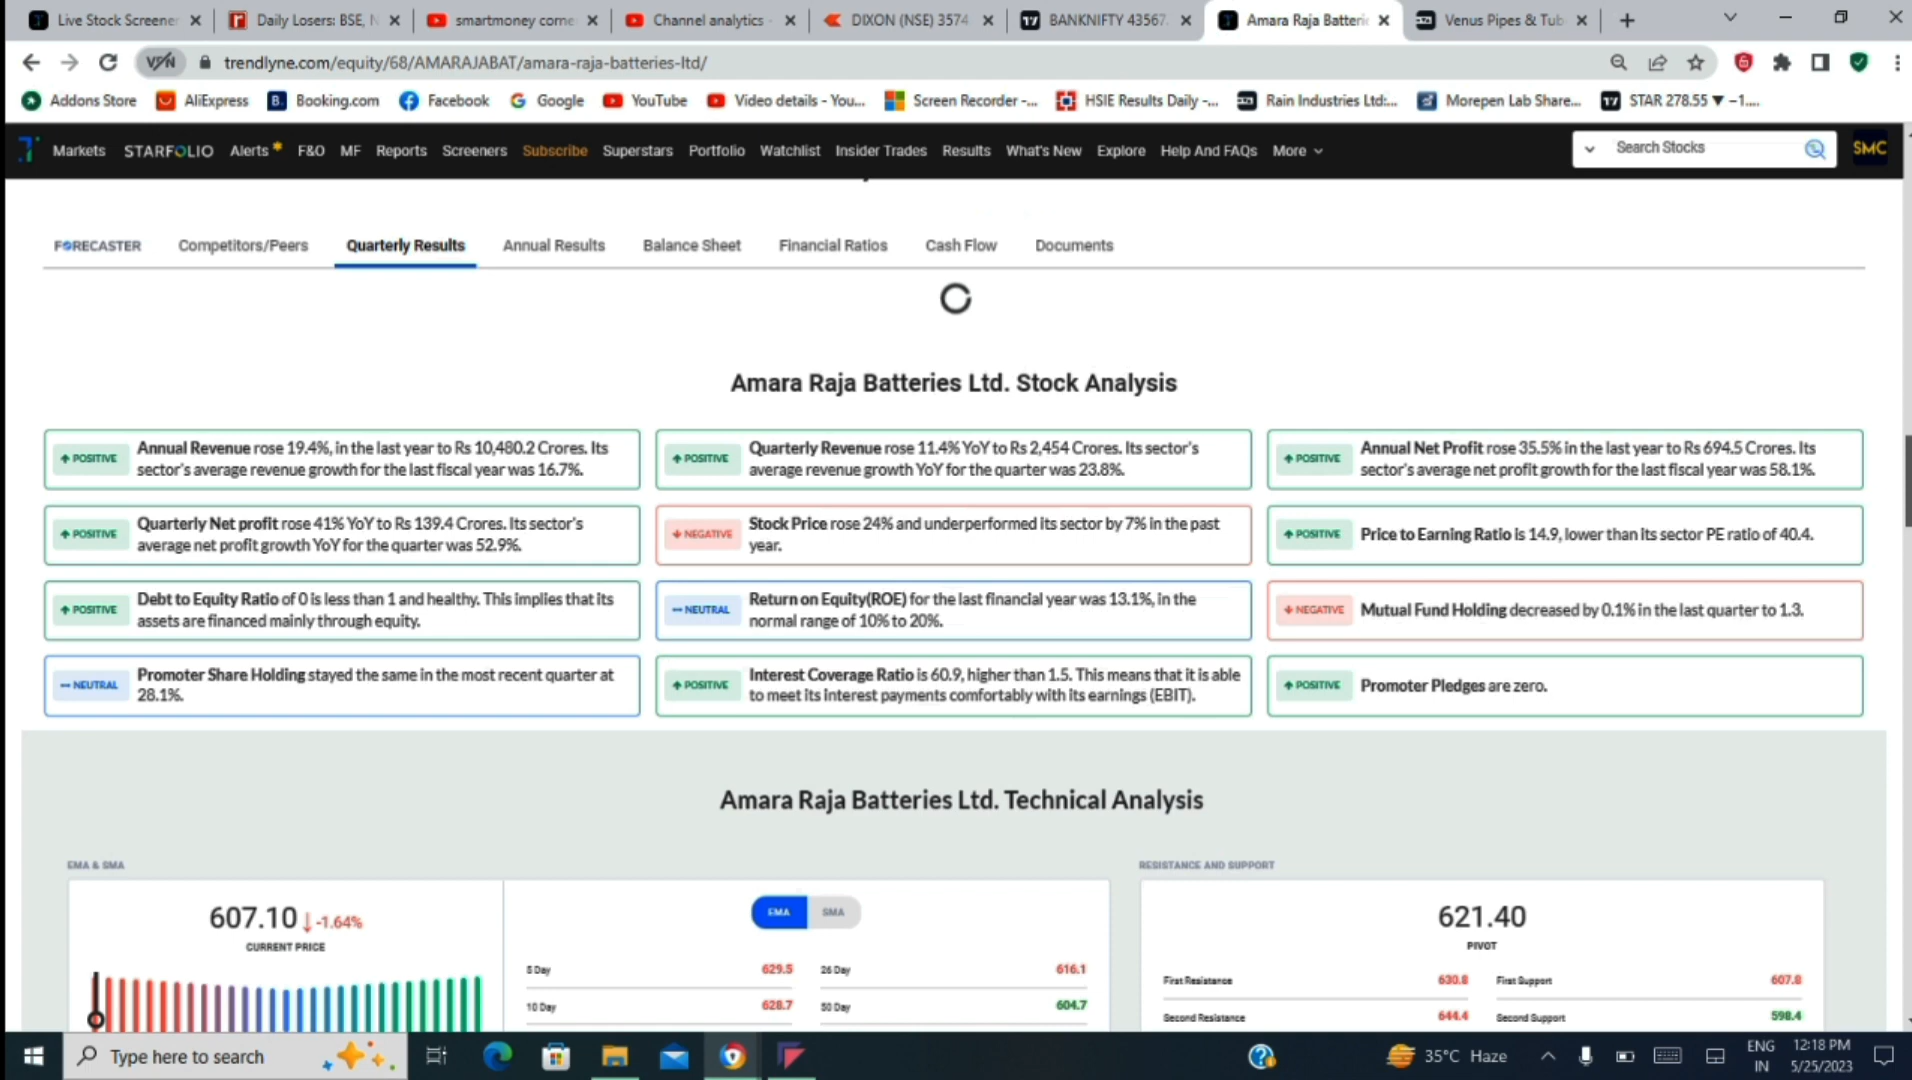 Live Stock Screener
Daily Losers: BSE, N
smartmoney corne
Channel analytics -
DIXON (NSE) 3574
BANKNIFTY 43567.
Amara Raja Batterie
Venus Pipes & Tub
VPN
trendlyne.com/equity/68/AMARAJABAT/amara-raja-batteries-ltd/
Addons Store
AliExpress
Booking.com
Facebook
Google
YouTube
Video details - You...
Screen Recorder -...
HSIE Results Daily -...
Rain Industries Ltd:...
Morepen Lab Share...
STAR 278.55 ▼ −1....
Markets STARFOLIO Alerts F&O MF Reports Screeners Subscribe Superstars Portfolio Watchlist Insider Trades Results What's New Explore Help And FAQs More
Search Stocks
SMC
FORECASTER Competitors/Peers Quarterly Results Annual Results Balance Sheet Financial Ratios Cash Flow Documents
Amara Raja Batteries Ltd. Stock Analysis
POSITIVE
Annual Revenue rose 19.4%, in the last year to Rs 10,480.2 Crores. Its
sector's average revenue growth for the last fiscal year was 16.7%.
POSITIVE
Quarterly Revenue rose 11.4% YoY to Rs 2,454 Crores. Its sector's
average revenue growth YoY for the quarter was 23.8%.
POSITIVE
Annual Net Profit rose 35.5% in the last year to Rs 694.5 Crores. Its
sector's average net profit growth for the last fiscal year was 58.1%.
POSITIVE
Quarterly Net profit rose 41% YoY to Rs 139.4 Crores. Its sector's
average net profit growth YoY for the quarter was 52.9%.
NEGATIVE
Stock Price rose 24% and underperformed its sector by 7% in the past
year.
POSITIVE
Price to Earning Ratio is 14.9, lower than its sector PE ratio of 40.4.
POSITIVE
Debt to Equity Ratio of 0 is less than 1 and healthy. This implies that its
assets are financed mainly through equity.
NEUTRAL
Return on Equity(ROE) for the last financial year was 13.1%, in the
normal range of 10% to 20%.
NEGATIVE
Mutual Fund Holding decreased by 0.1% in the last quarter to 1.3.
NEUTRAL
Promoter Share Holding stayed the same in the most recent quarter at
28.1%.
POSITIVE
Interest Coverage Ratio is 60.9, higher than 1.5. This means that it is able
to meet its interest payments comfortably with its earnings (EBIT).
POSITIVE
Promoter Pledges are zero.
Amara Raja Batteries Ltd. Technical Analysis
EMA & SMA
607.10 ↓ -1.64%
CURRENT PRICE
EMA SMA
5 Day 629.5 26 Day 616.1
10 Day 628.7 50 Day 604.7
RESISTANCE AND SUPPORT
621.40
PIVOT
First Resistance 630.8 First Support 607.8
Second Resistance 644.4 Second Support 598.4
Type here to search
35°C Haze
ENG
IN
12:18 PM
5/25/2023